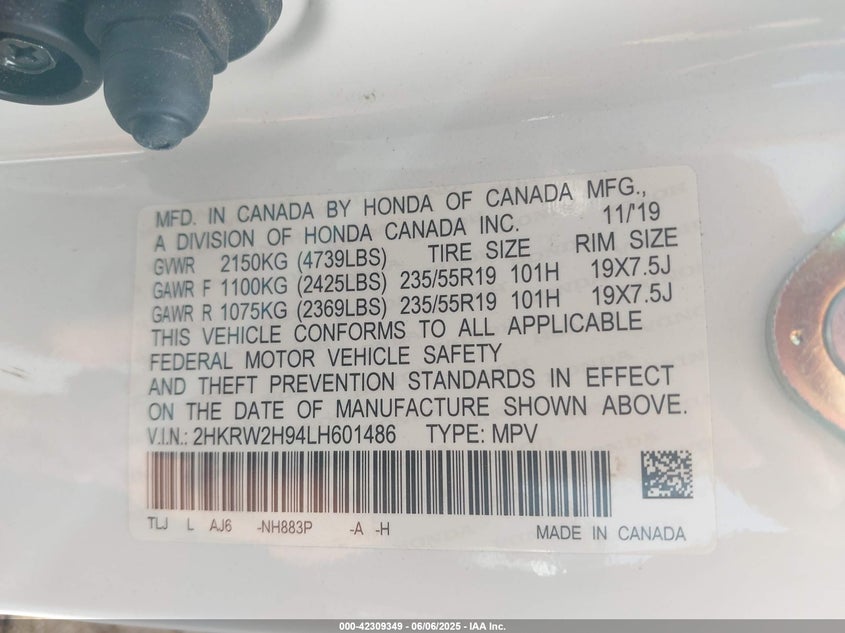 MFD. IN CANADA BY HONDA OF CANADA MFG.,
A DIVISION OF HONDA CANADA INC. 11/'19
GVWR 2150KG (4739LBS) TIRE SIZE RIM SIZE
GAWR F 1100KG (2425LBS) 235/55R19 101H 19X7.5J
GAWR R 1075KG (2369LBS) 235/55R19 101H 19X7.5J
THIS VEHICLE CONFORMS TO ALL APPLICABLE
FEDERAL MOTOR VEHICLE SAFETY
AND THEFT PREVENTION STANDARDS IN EFFECT
ON THE DATE OF MANUFACTURE SHOWN ABOVE.
V.I.N.: 2HKRW2H94LH601486 TYPE: MPV
TLJ L AJ6 -NH883P -A -H MADE IN CANADA
000-42309349 - 06/06/2025 - IAA Inc.